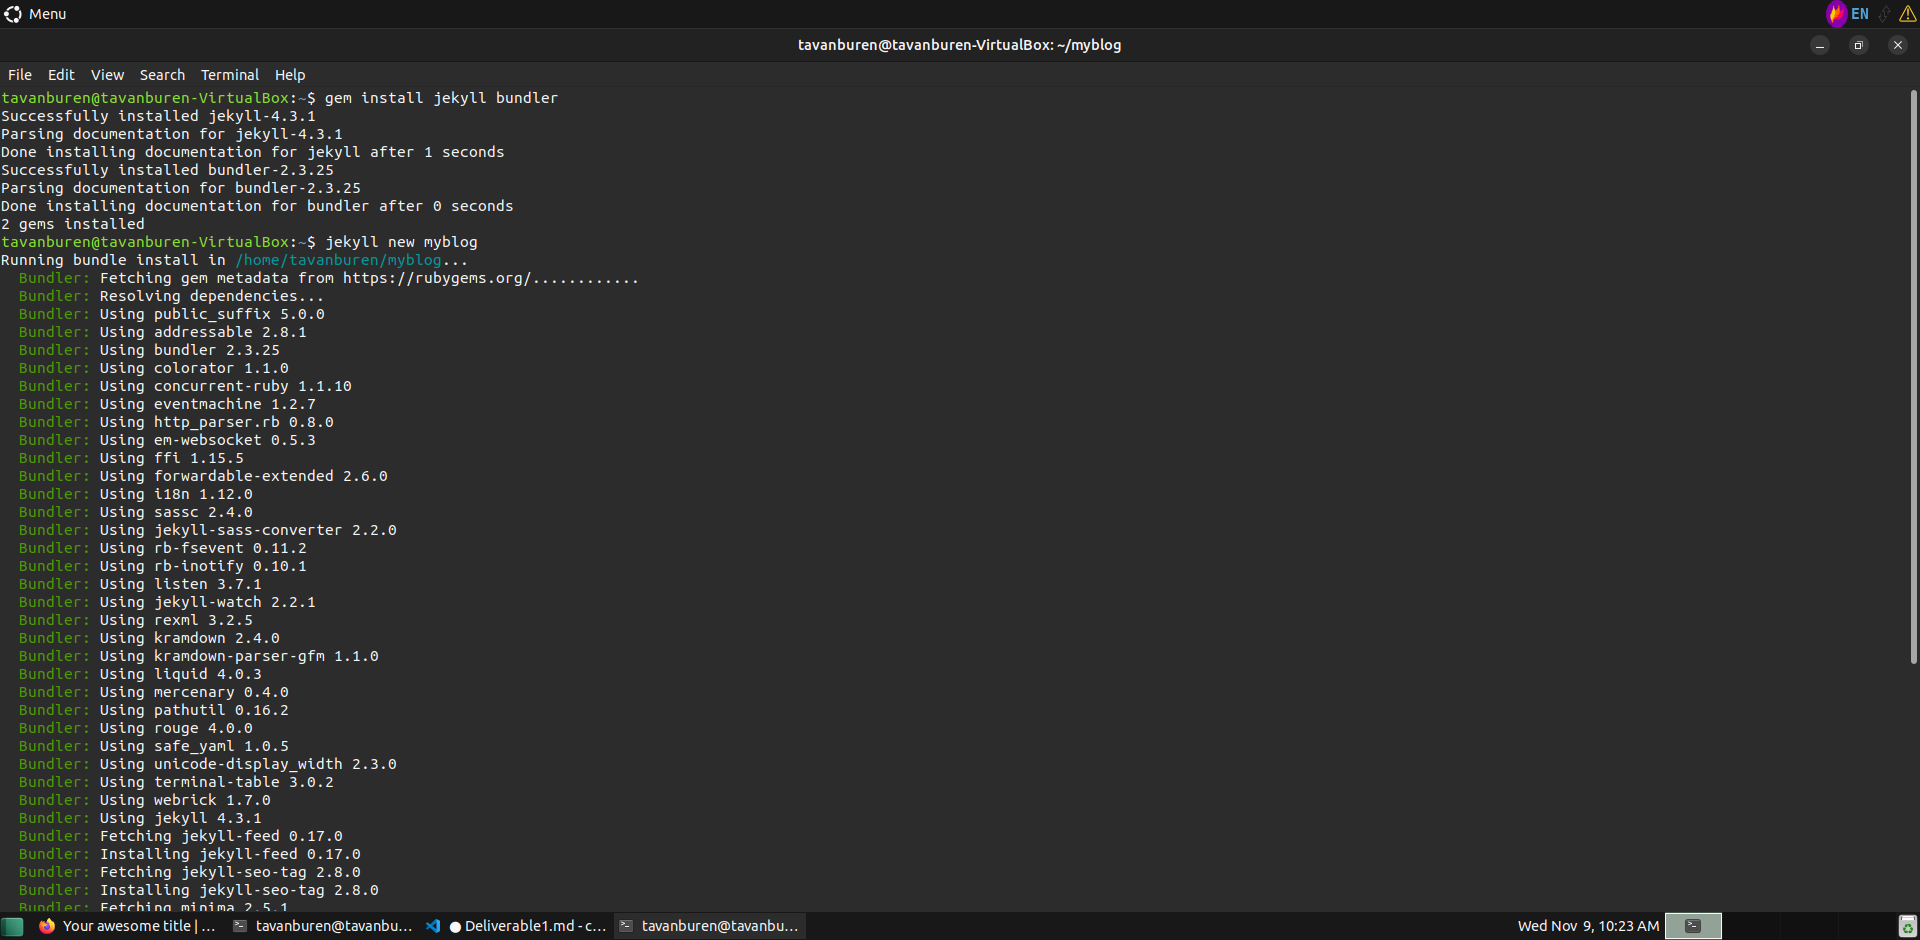 Menu
EN
tavanburen@tavanburen-VirtualBox: ~/myblog
File Edit View Search Terminal Help
tavanburen@tavanburen-VirtualBox:~$ gem install jekyll bundler
Successfully installed jekyll-4.3.1
Parsing documentation for jekyll-4.3.1
Done installing documentation for jekyll after 1 seconds
Successfully installed bundler-2.3.25
Parsing documentation for bundler-2.3.25
Done installing documentation for bundler after 0 seconds
2 gems installed
tavanburen@tavanburen-VirtualBox:~$ jekyll new myblog
Running bundle install in /home/tavanburen/myblog...
Bundler: Fetching gem metadata from https://rubygems.org/............
Bundler: Resolving dependencies...
Bundler: Using public_suffix 5.0.0
Bundler: Using addressable 2.8.1
Bundler: Using bundler 2.3.25
Bundler: Using colorator 1.1.0
Bundler: Using concurrent-ruby 1.1.10
Bundler: Using eventmachine 1.2.7
Bundler: Using http_parser.rb 0.8.0
Bundler: Using em-websocket 0.5.3
Bundler: Using ffi 1.15.5
Bundler: Using forwardable-extended 2.6.0
Bundler: Using i18n 1.12.0
Bundler: Using sassc 2.4.0
Bundler: Using jekyll-sass-converter 2.2.0
Bundler: Using rb-fsevent 0.11.2
Bundler: Using rb-inotify 0.10.1
Bundler: Using listen 3.7.1
Bundler: Using jekyll-watch 2.2.1
Bundler: Using rexml 3.2.5
Bundler: Using kramdown 2.4.0
Bundler: Using kramdown-parser-gfm 1.1.0
Bundler: Using liquid 4.0.3
Bundler: Using mercenary 0.4.0
Bundler: Using pathutil 0.16.2
Bundler: Using rouge 4.0.0
Bundler: Using safe_yaml 1.0.5
Bundler: Using unicode-display_width 2.3.0
Bundler: Using terminal-table 3.0.2
Bundler: Using webrick 1.7.0
Bundler: Using jekyll 4.3.1
Bundler: Fetching jekyll-feed 0.17.0
Bundler: Installing jekyll-feed 0.17.0
Bundler: Fetching jekyll-seo-tag 2.8.0
Bundler: Installing jekyll-seo-tag 2.8.0
Bundler: Fetching minima 2.5.1
Your awesome title | ... tavanburen@tavanbu... ● Deliverable1.md - c... tavanburen@tavanbu... Wed Nov 9, 10:23 AM